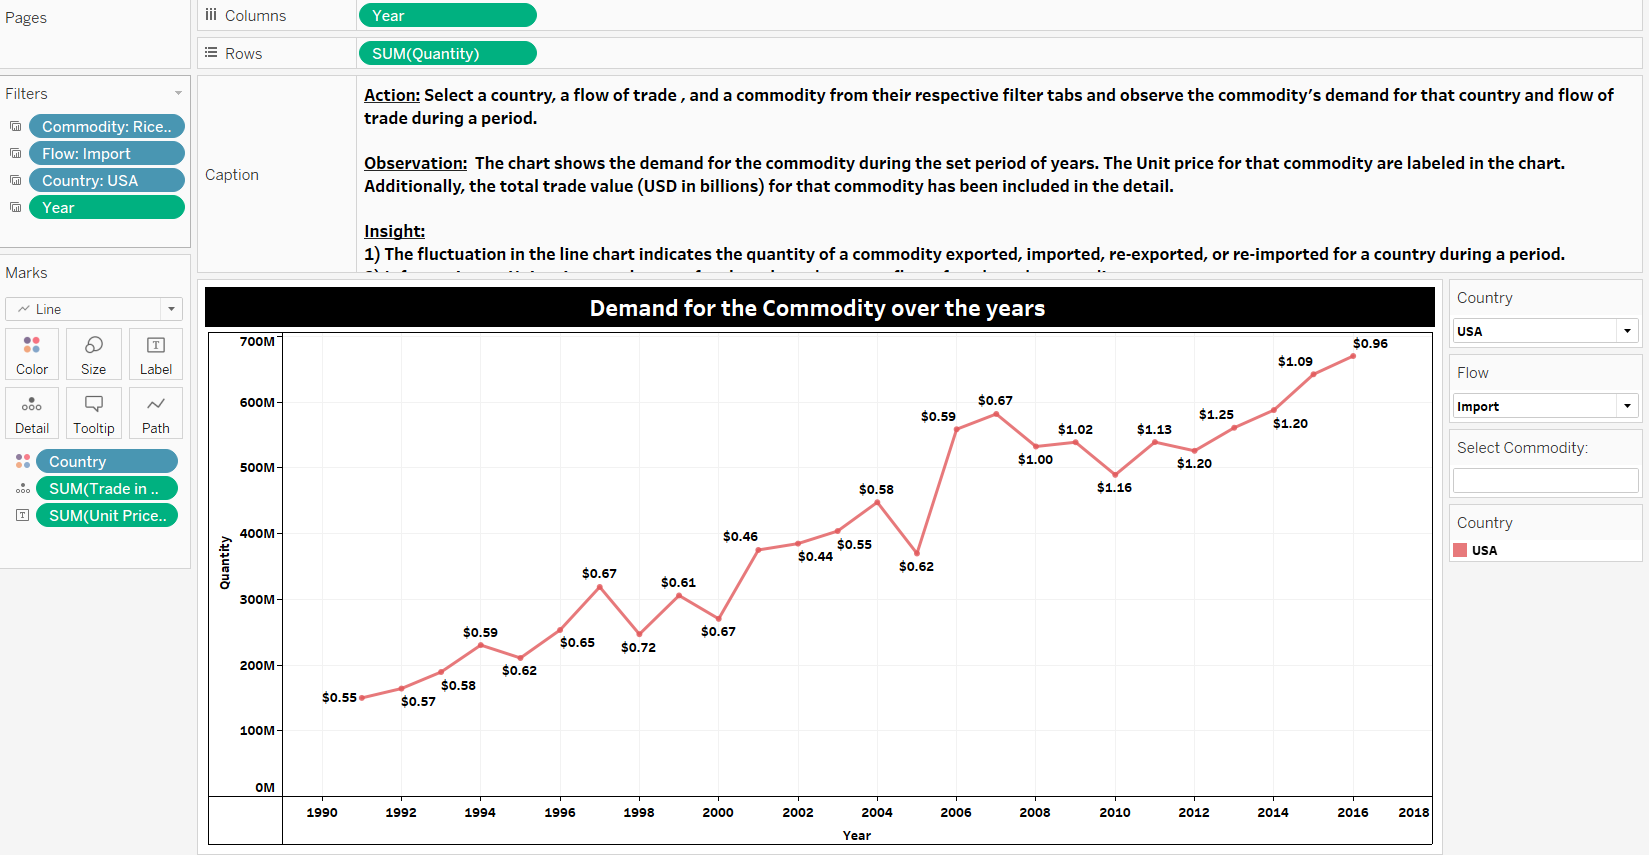 Pages
Columns
Year
Rows
SUM(Quantity)
Filters
Commodity: Rice..
Flow: Import
Country: USA
Year
Caption
Action: Select a country, a flow of trade , and a commodity from their respective filter tabs and observe the commodity's demand for that country and flow of
trade during a period.
Observation:  The chart shows the demand for the commodity during the set period of years. The Unit price for that commodity are labeled in the chart.
Additionally, the total trade value (USD in billions) for that commodity has been included in the detail.
Insight:
1) The fluctuation in the line chart indicates the quantity of a commodity exported, imported, re-exported, or re-imported for a country during a period.
Marks
Line
Color
Size
Label
Detail
Tooltip
Path
Country
SUM(Trade in ..
SUM(Unit Price..
Demand for the Commodity over the years
700M
600M
500M
400M
300M
200M
100M
0M
Quantity
$0.55
$0.57
$0.58
$0.59
$0.62
$0.65
$0.67
$0.72
$0.61
$0.67
$0.46
$0.44
$0.55
$0.58
$0.62
$0.59
$0.67
$1.00
$1.02
$1.16
$1.13
$1.20
$1.25
$1.20
$1.09
$0.96
1990
1992
1994
1996
1998
2000
2002
2004
2006
2008
2010
2012
2014
2016
2018
Year
Country
USA
Flow
Import
Select Commodity:
Country
USA